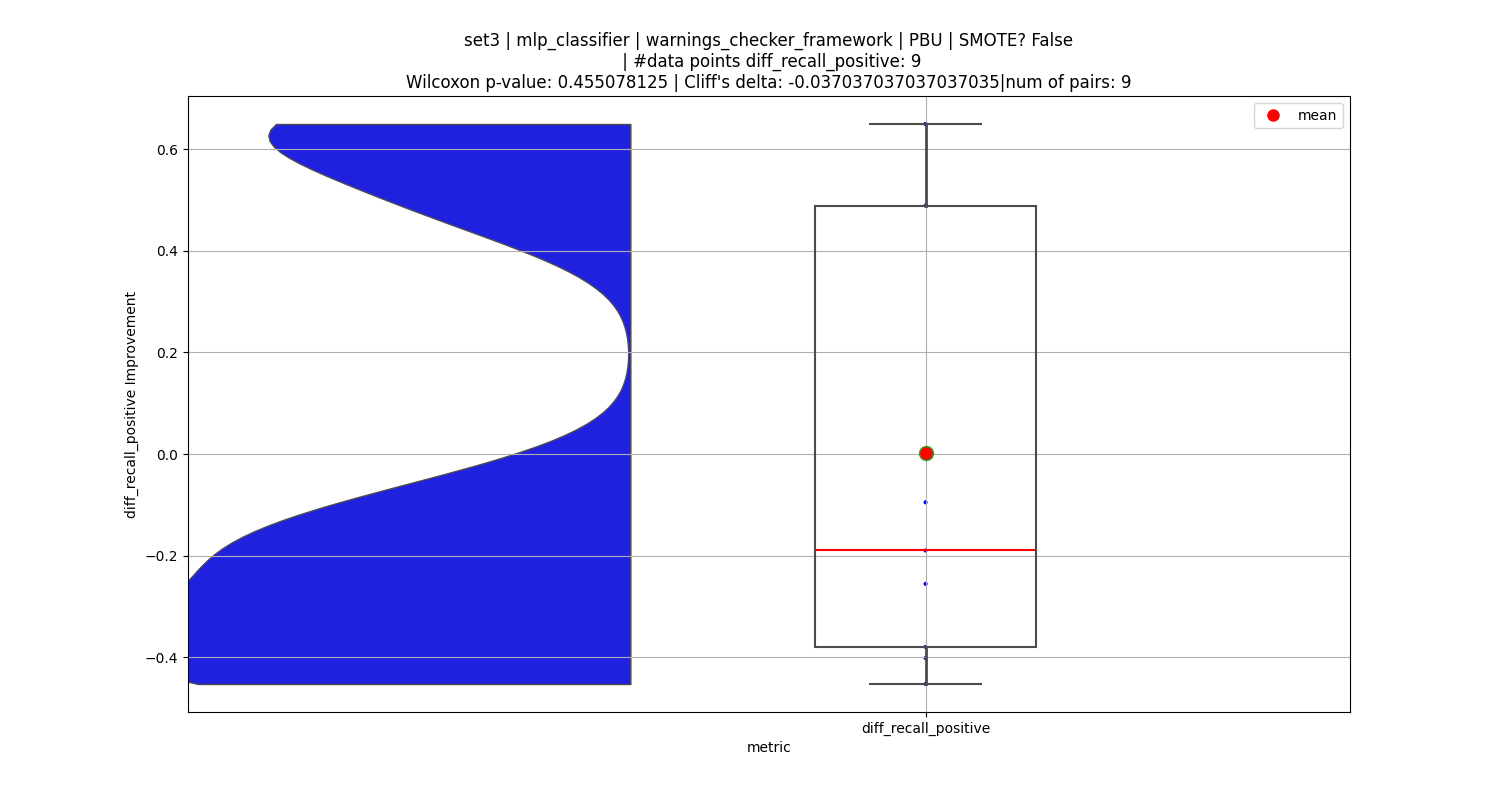 set3 | mlp_classifier | warnings_checker_framework | PBU | SMOTE? False
| #data points diff_recall_positive: 9
Wilcoxon p-value: 0.455078125 | Cliff's delta: -0.037037037037037035|num of pairs: 9
mean
0.6
0.4
0.2
0.0
−0.2
−0.4
diff_recall_positive Improvement
diff_recall_positive
metric